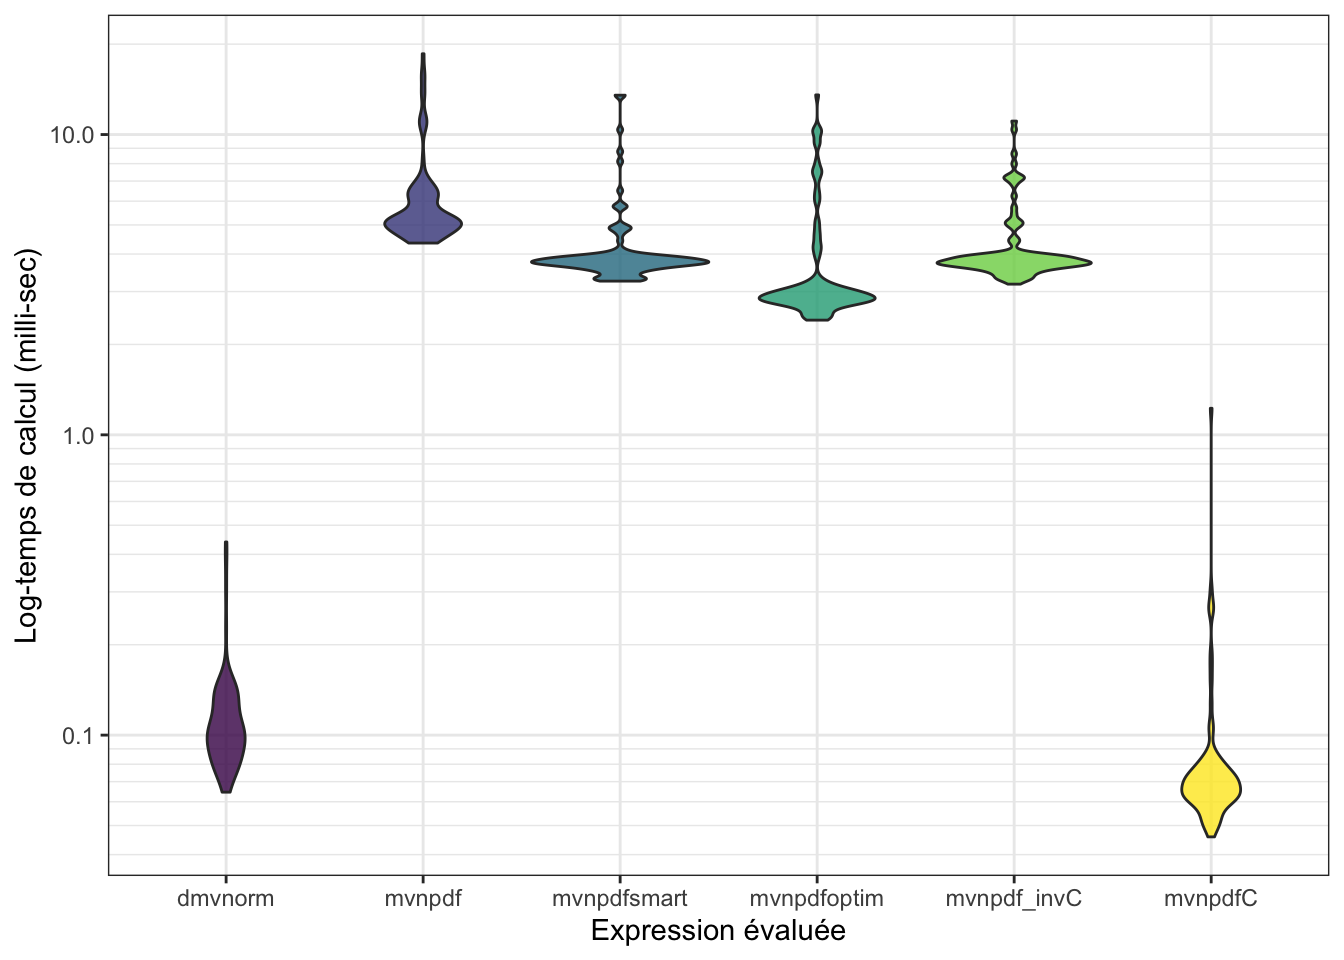 Log-temps de calcul (milli-sec)
10.0
1.0
0.1
dmvnorm mvnpdf mvnpdfsmart mvnpdfoptim mvnpdf_invC mvnpdfC
Expression évaluée